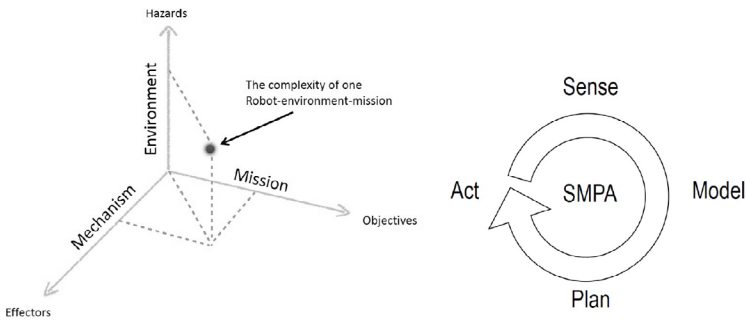 Hazards
Environment
The complexity of one
Robot-environment-mission
Mission
Objectives
Mechanism
Effectors
Sense
Act
SMPA
Model
Plan